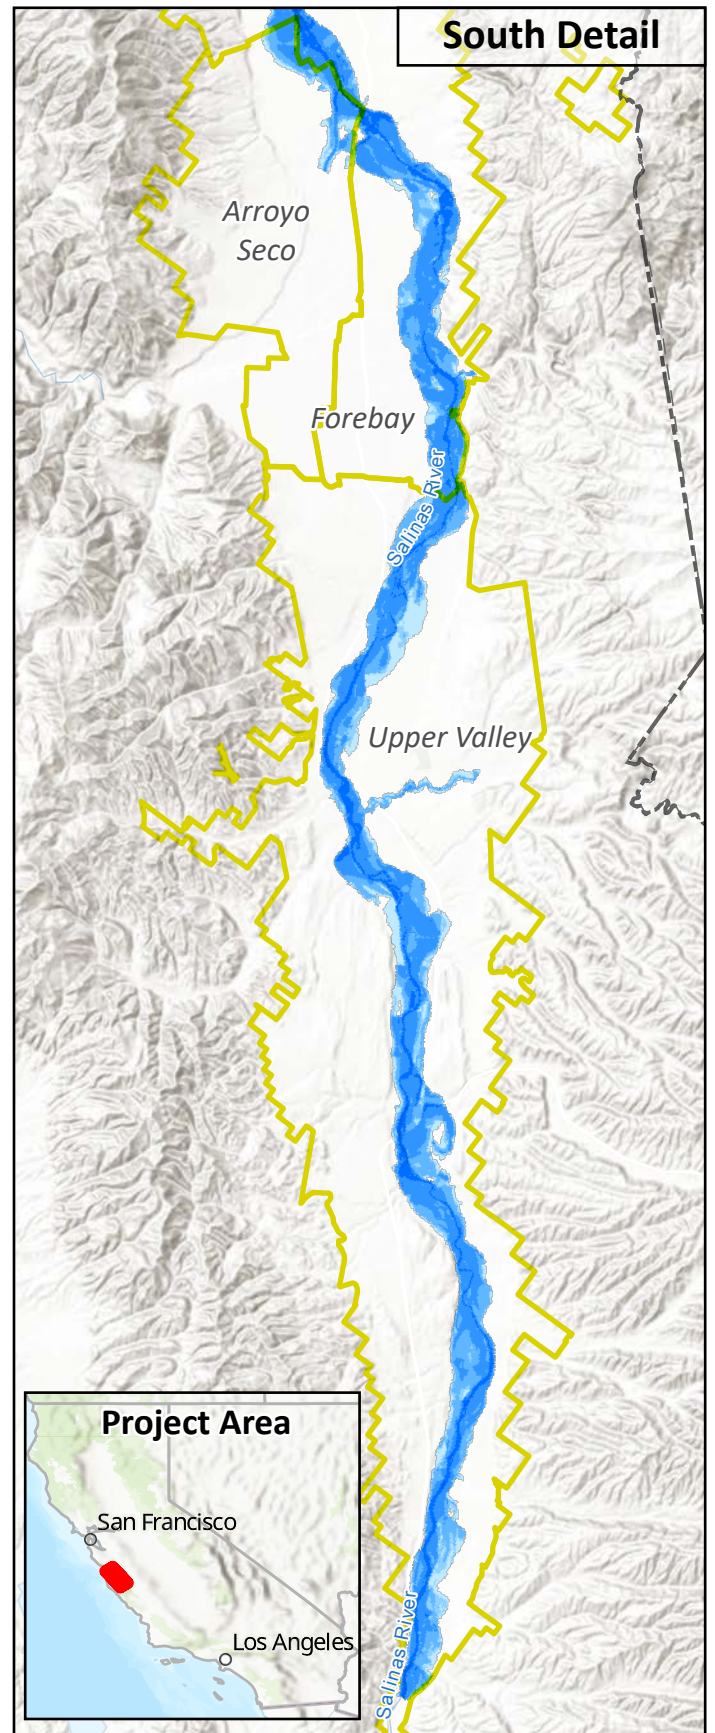 South Detail
Arroyo
Seco
Forebay
Salinas River
Upper Valley
Project Area
San Francisco
Los Angeles
Salinas River